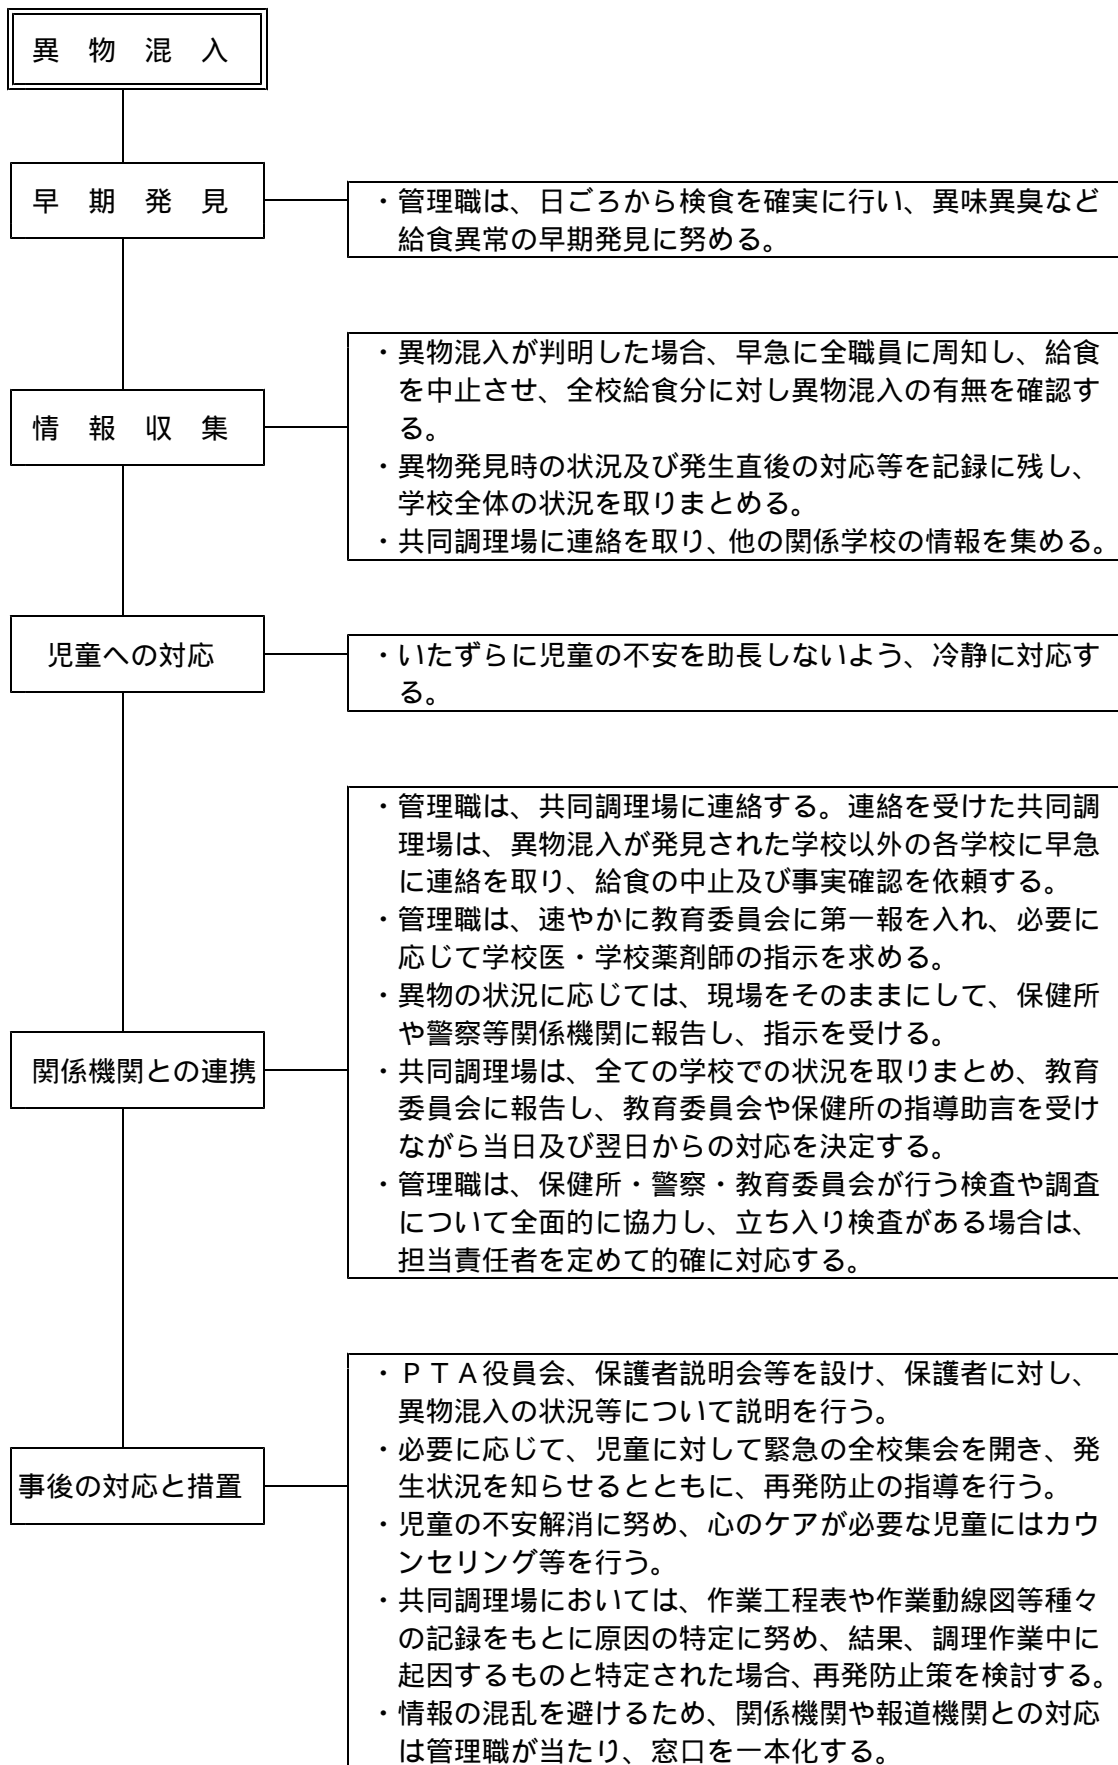 異　物　混　入
早　期　発　見
・管理職は、日ごろから検食を確実に行い、異味異臭など
給食異常の早期発見に努める。
情　報　収　集
・異物混入が判明した場合、早急に全職員に周知し、給食
を中止させ、全校給食分に対し異物混入の有無を確認す
る。
・異物発見時の状況及び発生直後の対応等を記録に残し、
学校全体の状況を取りまとめる。
・共同調理場に連絡を取り、他の関係学校の情報を集める。
児童への対応
・いたずらに児童の不安を助長しないよう、冷静に対応す
る。
関係機関との連携
・管理職は、共同調理場に連絡する。連絡を受けた共同調
理場は、異物混入が発見された学校以外の各学校に早急
に連絡を取り、給食の中止及び事実確認を依頼する。
・管理職は、速やかに教育委員会に第一報を入れ、必要に
応じて学校医・学校薬剤師の指示を求める。
・異物の状況に応じては、現場をそのままにして、保健所
や警察等関係機関に報告し、指示を受ける。
・共同調理場は、全ての学校での状況を取りまとめ、教育
委員会に報告し、教育委員会や保健所の指導助言を受け
ながら当日及び翌日からの対応を決定する。
・管理職は、保健所・警察・教育委員会が行う検査や調査
について全面的に協力し、立ち入り検査がある場合は、
担当責任者を定めて的確に対応する。
事後の対応と措置
・ＰＴＡ役員会、保護者説明会等を設け、保護者に対し、
異物混入の状況等について説明を行う。
・必要に応じて、児童に対して緊急の全校集会を開き、発
生状況を知らせるとともに、再発防止の指導を行う。
・児童の不安解消に努め、心のケアが必要な児童にはカウ
ンセリング等を行う。
・共同調理場においては、作業工程表や作業動線図等種々
の記録をもとに原因の特定に努め、結果、調理作業中に
起因するものと特定された場合、再発防止策を検討する。
・情報の混乱を避けるため、関係機関や報道機関との対応
は管理職が当たり、窓口を一本化する。